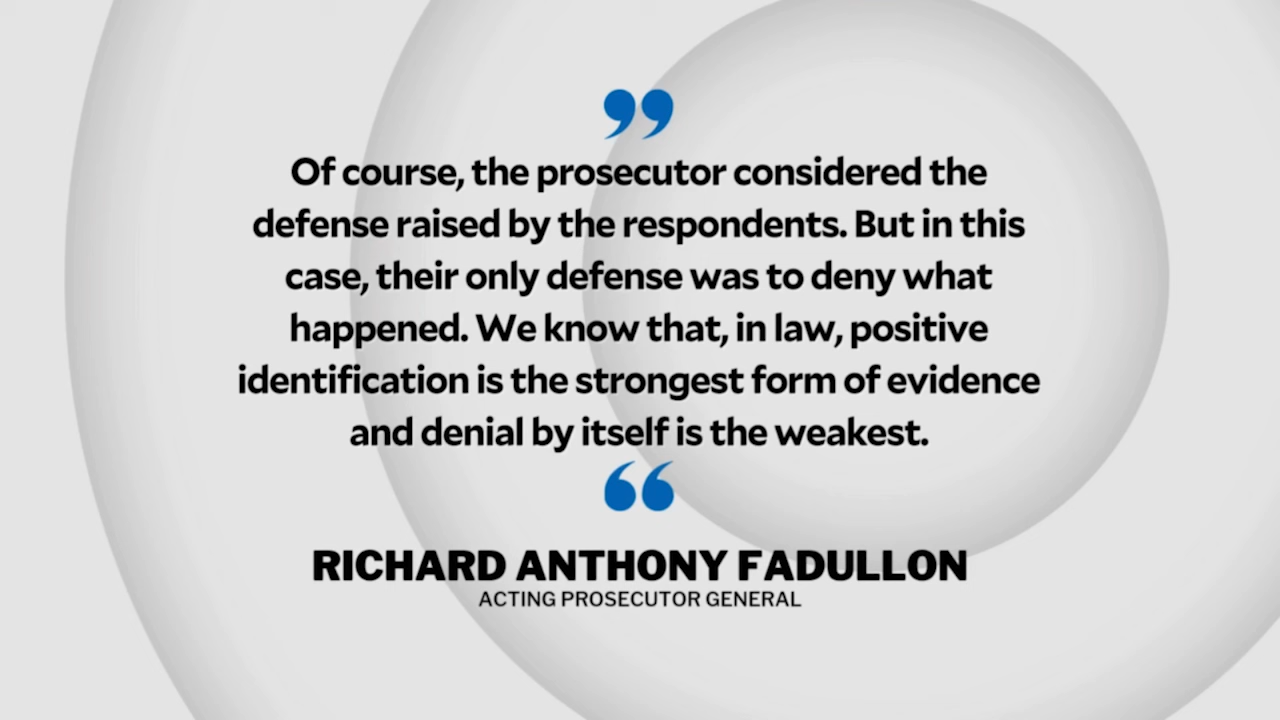 ”
Of course, the prosecutor considered the
defense raised by the respondents. But in this
case, their only defense was to deny what
happened. We know that, in law, positive
identification is the strongest form of evidence
and denial by itself is the weakest.
“
RICHARD ANTHONY FADULLON
ACTING PROSECUTOR GENERAL